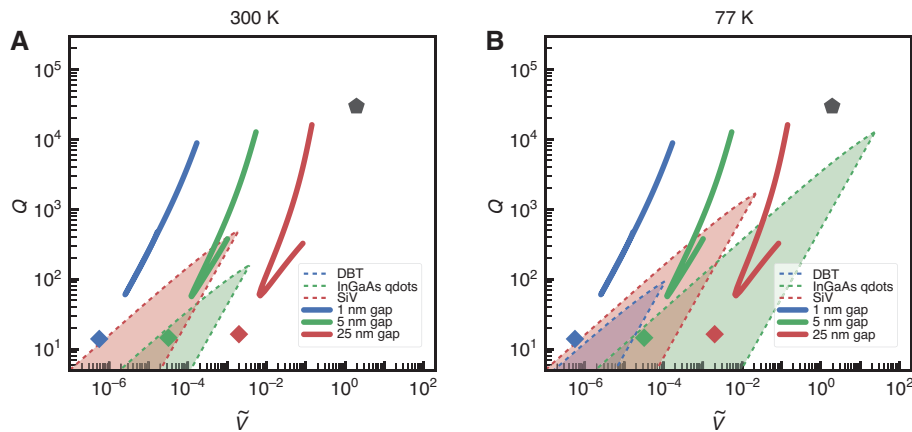 A
300 K
Q
10^5
10^4
10^3
10^2
10^1
DBT
InGaAs qdots
SiV
1 nm gap
5 nm gap
25 nm gap
10^−6
10^−4
10^−2
10^0
10^2
Ṽ
B
77 K
Q
10^5
10^4
10^3
10^2
10^1
DBT
InGaAs qdots
SiV
1 nm gap
5 nm gap
25 nm gap
10^−6
10^−4
10^−2
10^0
10^2
Ṽ